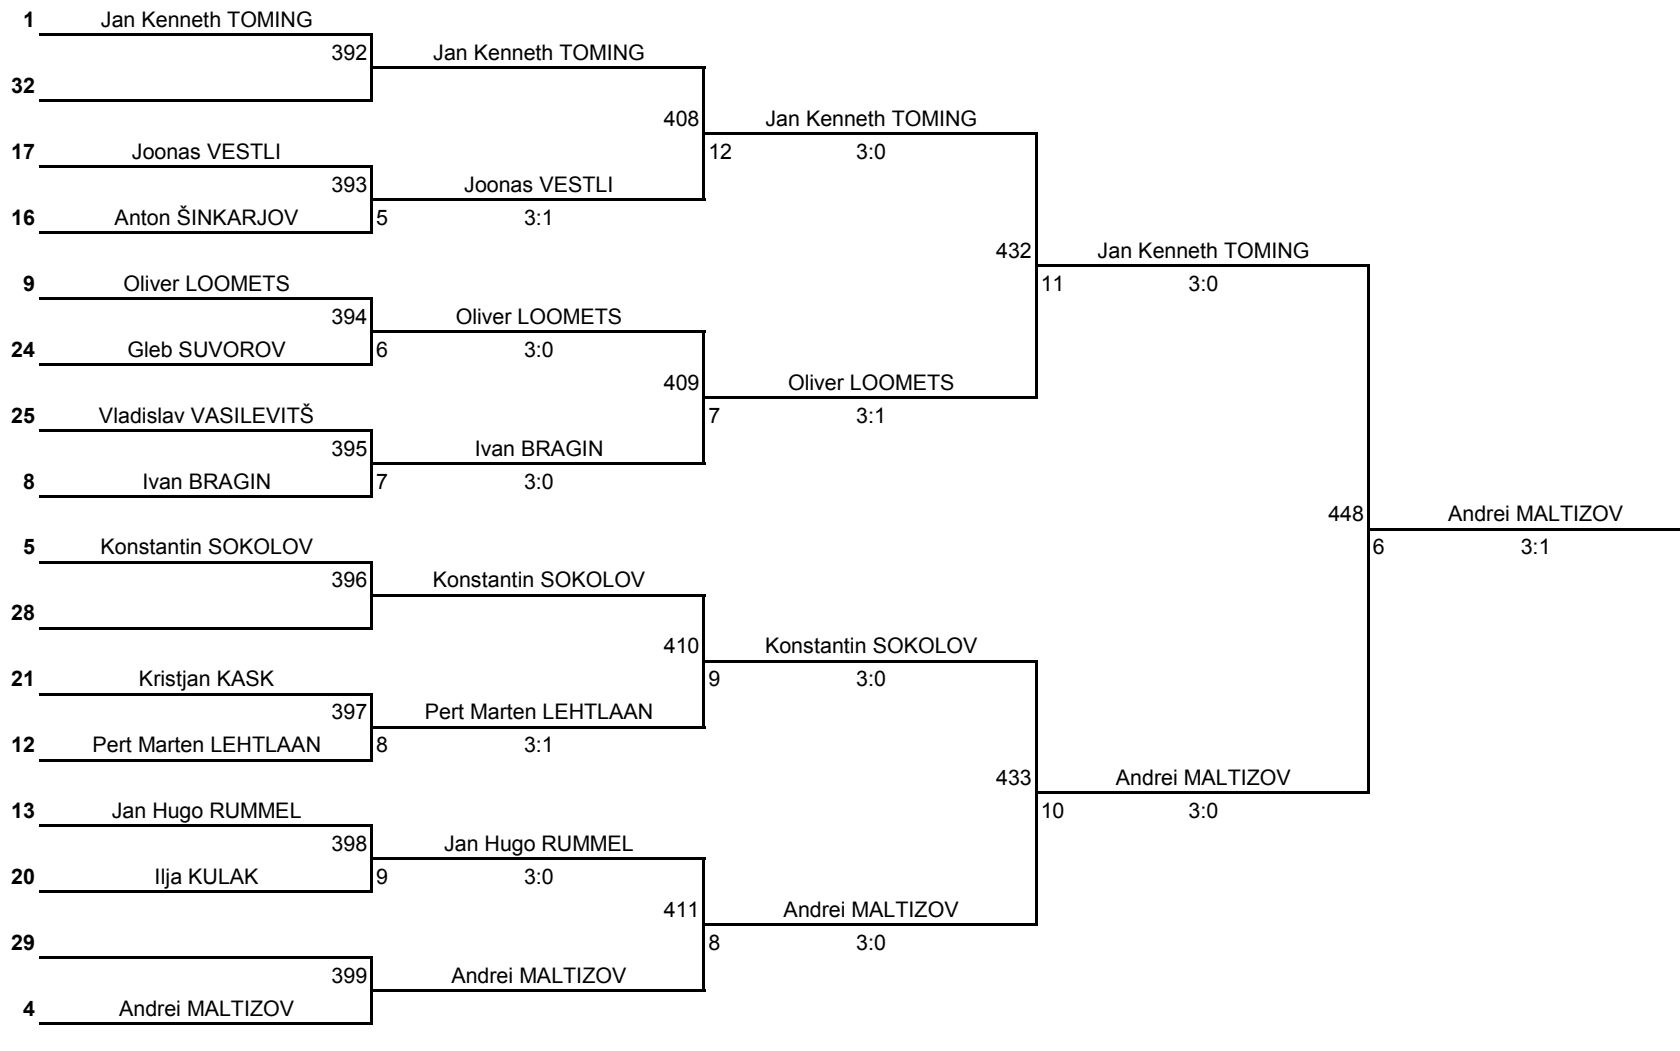 1 Jan Kenneth TOMING
392 Jan Kenneth TOMING
32
408 Jan Kenneth TOMING
17 Joonas VESTLI 12 3:0
393 Joonas VESTLI
16 Anton ŠINKARJOV 5 3:1
432 Jan Kenneth TOMING
9 Oliver LOOMETS 11 3:0
394 Oliver LOOMETS
24 Gleb SUVOROV 6 3:0
409 Oliver LOOMETS
25 Vladislav VASILEVITŠ 7 3:1
395 Ivan BRAGIN
8 Ivan BRAGIN 7 3:0
448 Andrei MALTIZOV
5 Konstantin SOKOLOV 6 3:1
396 Konstantin SOKOLOV
28
410 Konstantin SOKOLOV
21 Kristjan KASK 9 3:0
397 Pert Marten LEHTLAAN
12 Pert Marten LEHTLAAN 8 3:1
433 Andrei MALTIZOV
13 Jan Hugo RUMMEL 10 3:0
398 Jan Hugo RUMMEL
20 Ilja KULAK 9 3:0
411 Andrei MALTIZOV
29 8 3:0
399 Andrei MALTIZOV
4 Andrei MALTIZOV